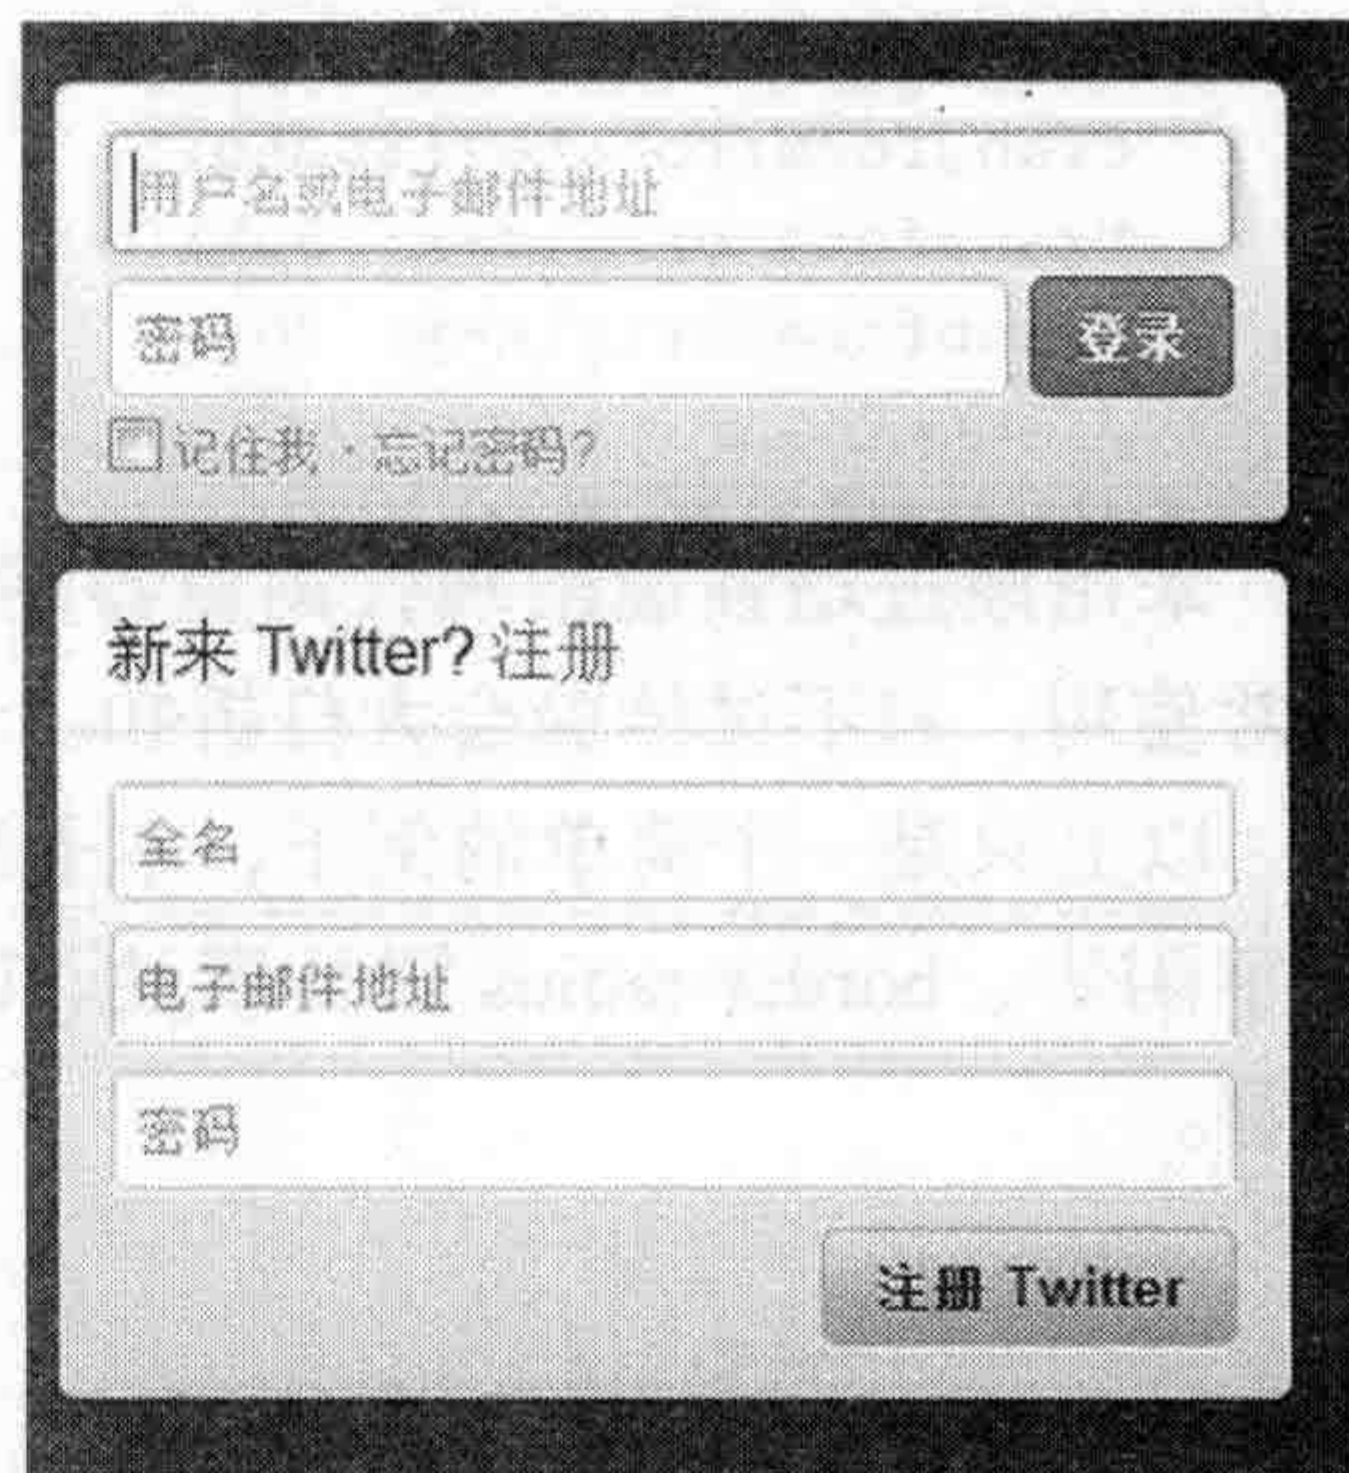 用户名或电子邮件地址
密码 登录
记住我 · 忘记密码?
新来 Twitter? 注册
全名
电子邮件地址
密码
注册 Twitter